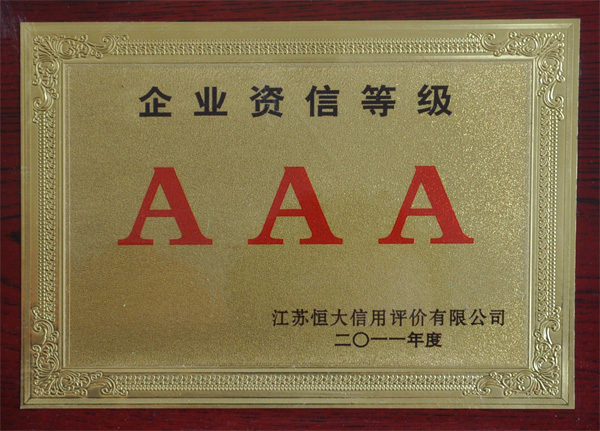 企业资信等级
AAA
江苏恒大信用评价有限公司
二〇一一年度